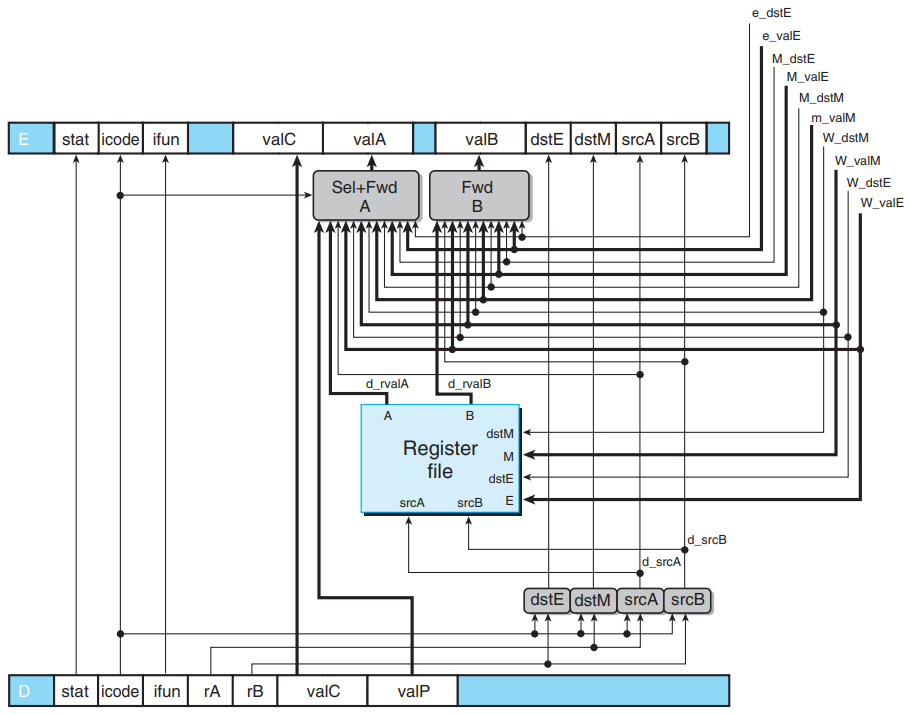 e_dstE
e_valE
M_dstE
M_valE
M_dstM
m_valM
W_dstM
W_valM
W_dstE
W_valE
E stat icode ifun valC valA valB dstE dstM srcA srcB
Sel+Fwd
A
Fwd
B
d_rvalA d_rvalB
A B
dstM
Register
file
M
dstE
E
srcA srcB
d_srcB
d_srcA
dstE dstM srcA srcB
D stat icode ifun rA rB valC valP